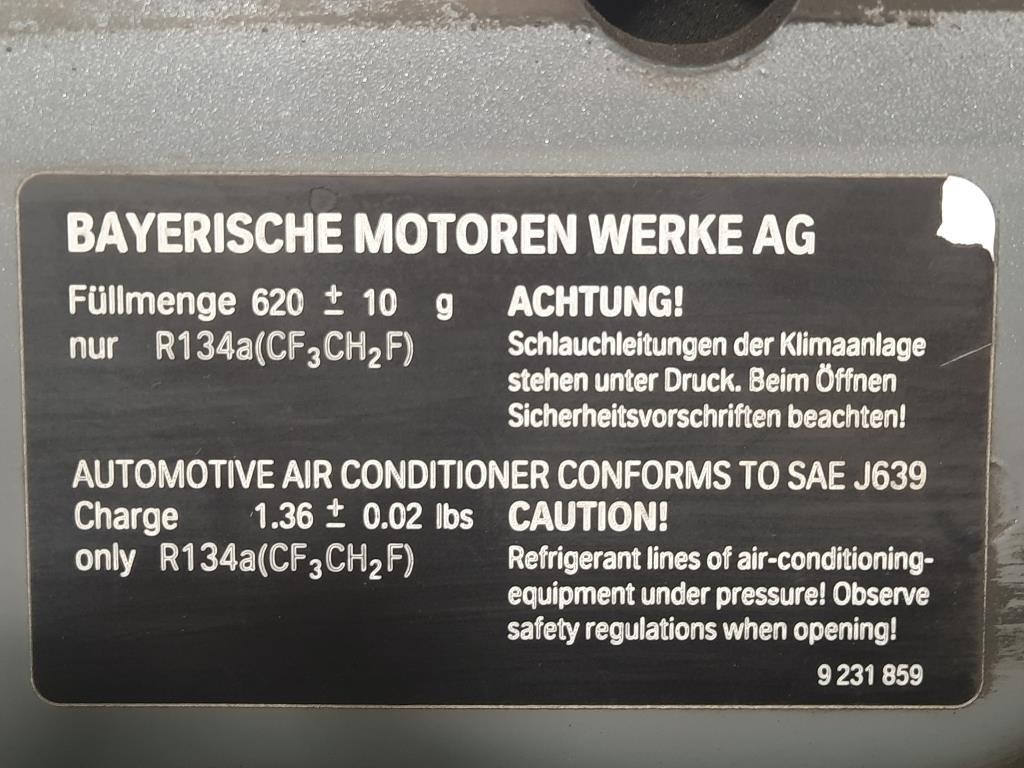 BAYERISCHE MOTOREN WERKE AG
Füllmenge 620 ± 10 g
nur R134a(CF₃CH₂F)
ACHTUNG!
Schlauchleitungen der Klimaanlage
stehen unter Druck. Beim Öffnen
Sicherheitsvorschriften beachten!
AUTOMOTIVE AIR CONDITIONER CONFORMS TO SAE J639
Charge 1.36 ± 0.02 lbs
only R134a(CF₃CH₂F)
CAUTION!
Refrigerant lines of air-conditioning-
equipment under pressure! Observe
safety regulations when opening!
9 231 859